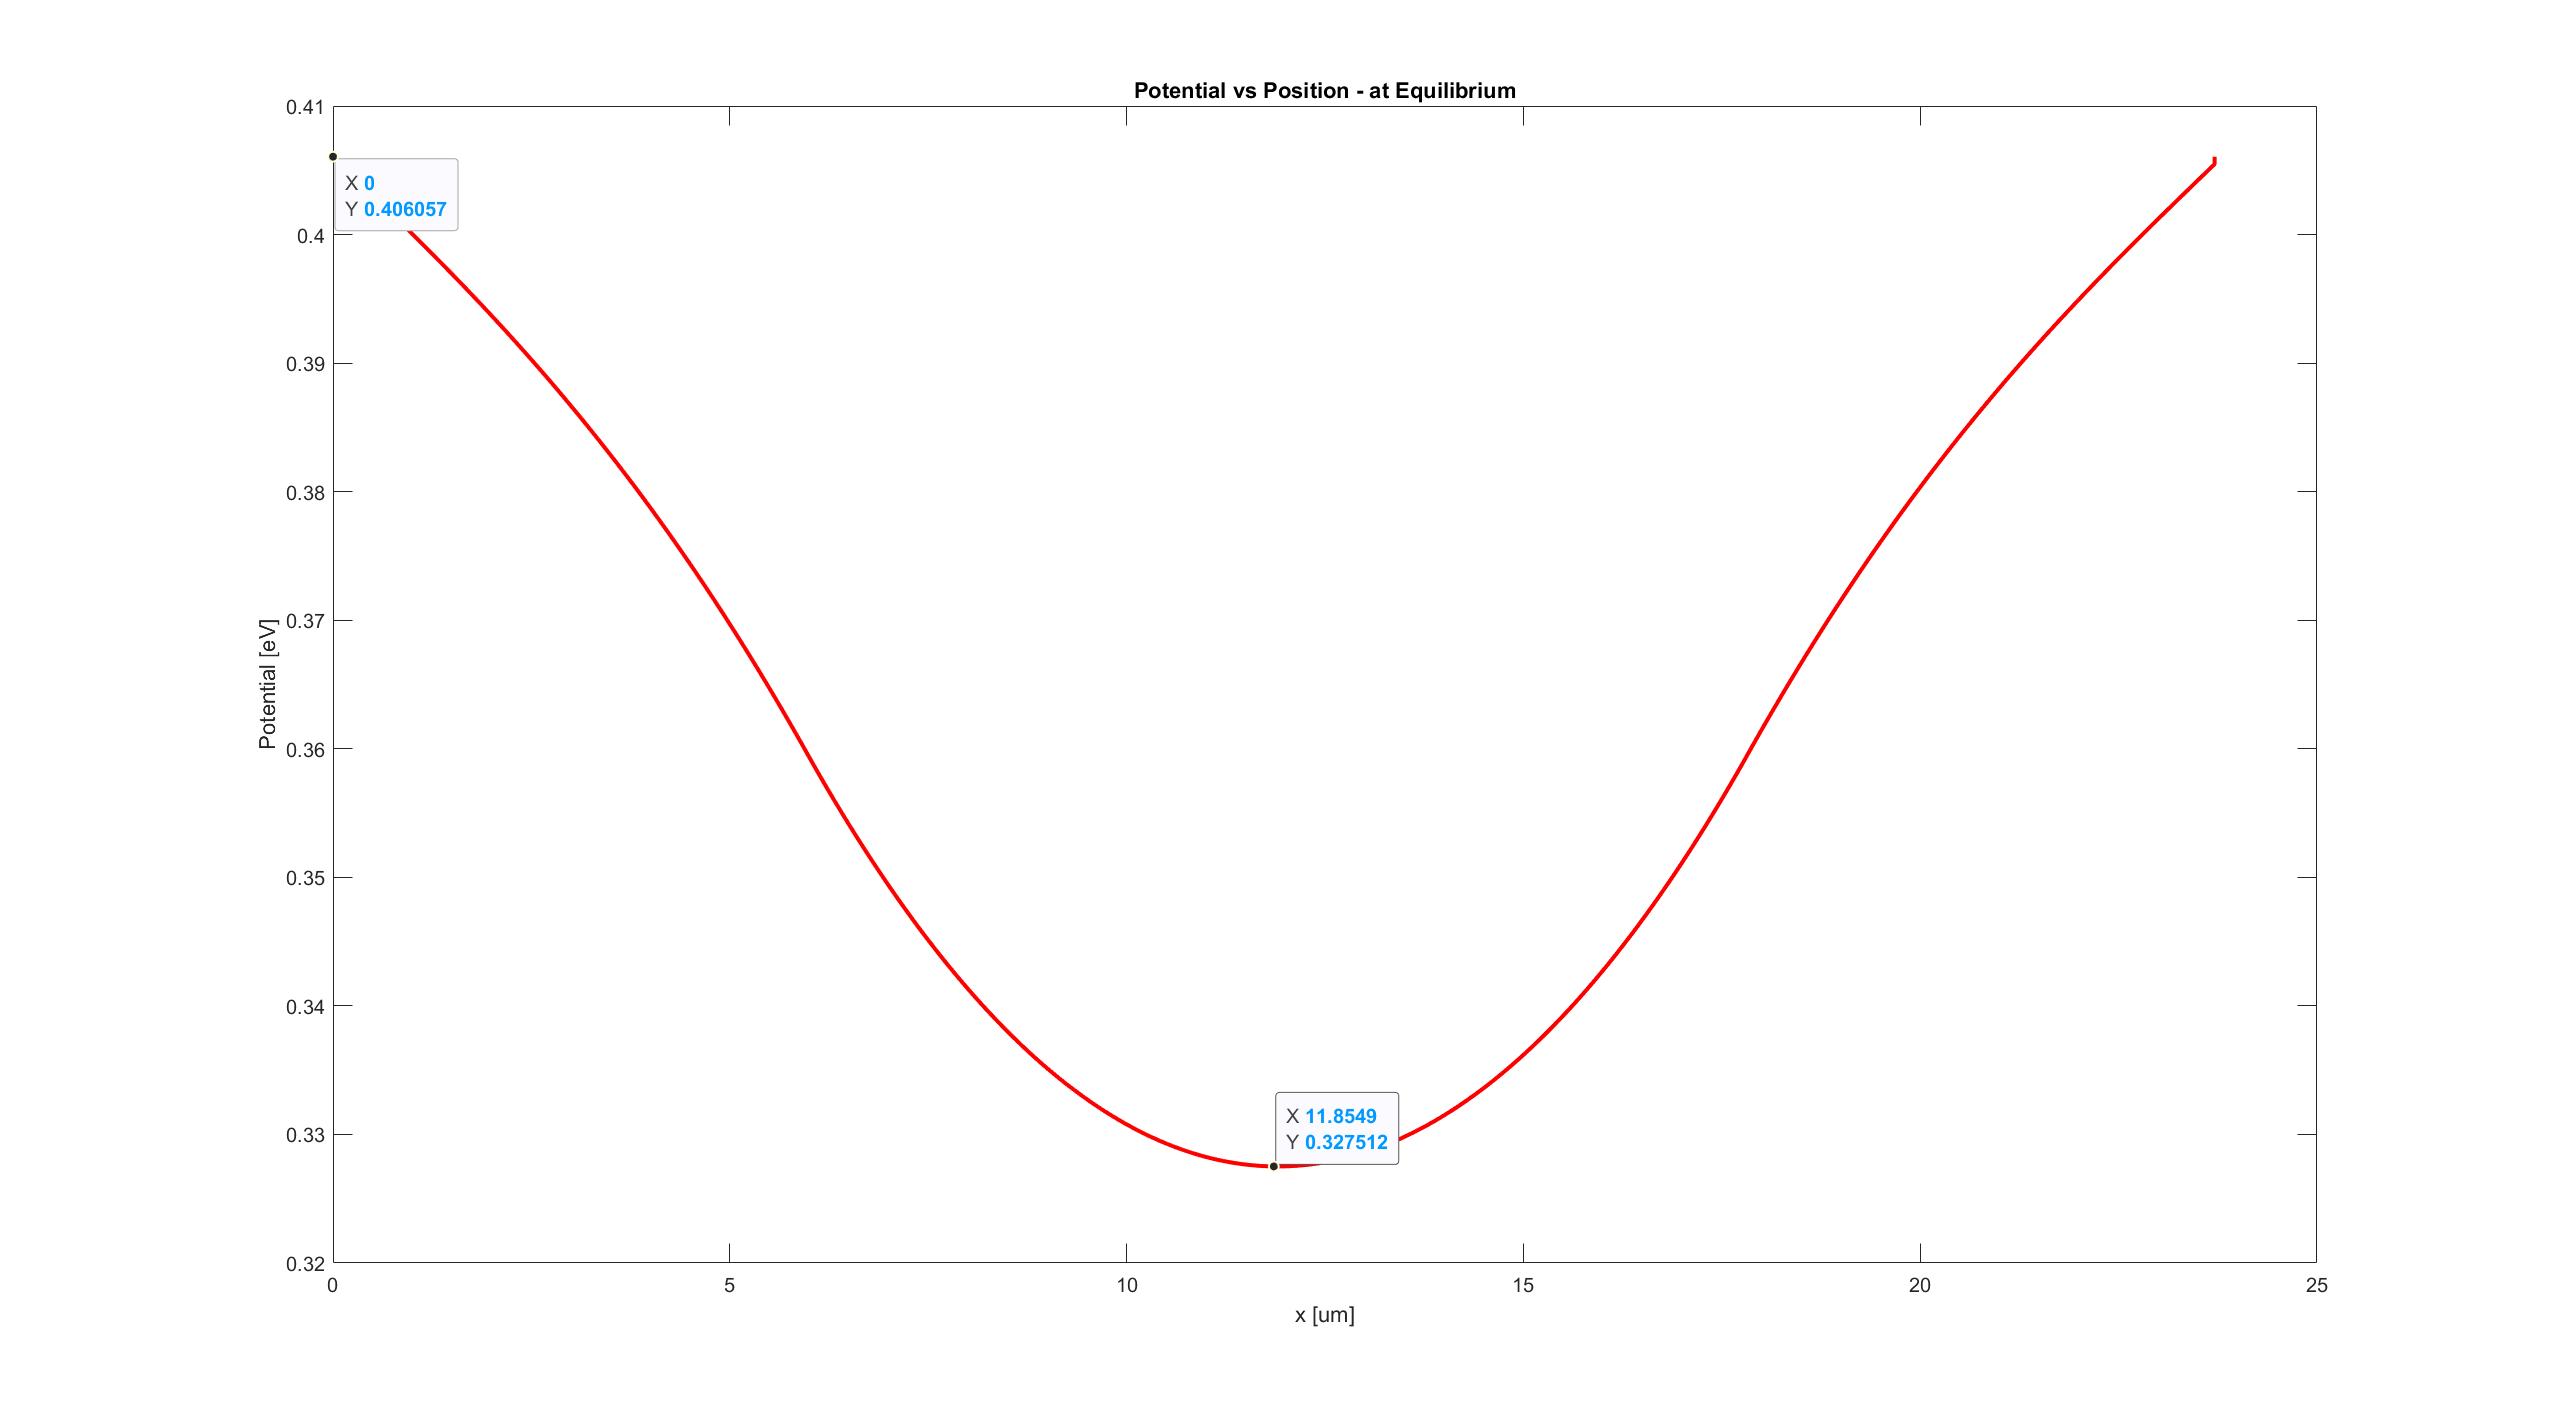 Potential vs Position - at Equilibrium
0.41
X 0
Y 0.406057
0.4
0.39
0.38
0.37
Potential [eV]
0.36
0.35
0.34
X 11.8549
Y 0.327512
0.33
0.32
0 5 10 15 20 25
x [um]